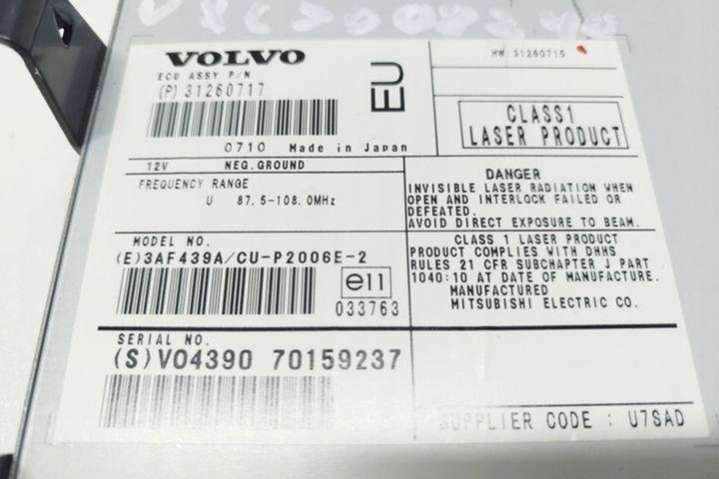 VOLVO
ECU ASSY P/N
(P) 31260717
EU
0710 Made in Japan
HW 31260715
CLASS1
LASER PRODUCT
12V NEG.GROUND
FREQUENCY RANGE
U 87.5-108.0MHz
DANGER
INVISIBLE LASER RADIATION WHEN
OPEN AND INTERLOCK FAILED OR
DEFEATED.
AVOID DIRECT EXPOSURE TO BEAM.
MODEL NO.
(E)3AF439A/CU-P2006E-2
e11
033763
CLASS 1 LASER PRODUCT
PRODUCT COMPLIES WITH DHHS
RULES 21 CFR SUBCHAPTER J PART
1040:10 AT DATE OF MANUFACTURE.
MANUFACTURED
MITSUBISHI ELECTRIC CO.
SERIAL NO.
(S)VO4390 70159237
SUPPLIER CODE : U7SAD